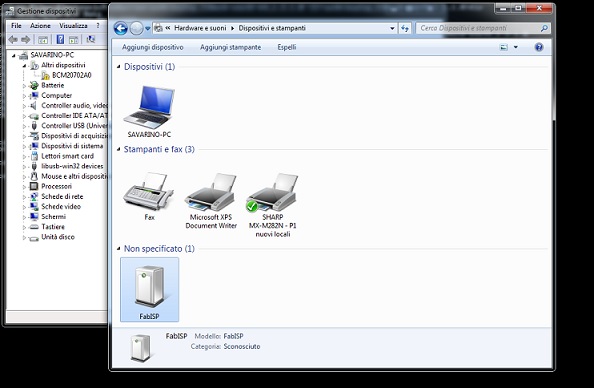 Gestione dispositivi
File Azione Visualizza ?
SAVARINO-PC
Altri dispositivi
BCM20702A0
Batterie
Computer
Controller audio, video
Controller IDE ATA/AT
Controller USB (Univer
Dispositivi di acquisizio
Dispositivi di sistema
Lettori smart card
libusb-win32 devices
Mouse e altri dispositi
Processori
Schede di rete
Schede video
Schermi
Tastiere
Unità disco
Hardware e suoni Dispositivi e stampanti
Cerca Dispositivi e stampanti
Aggiungi dispositivo Aggiungi stampante Espelli
Dispositivi (1)
SAVARINO-PC
Stampanti e fax (3)
Fax
Microsoft XPS
Document Writer
SHARP
MX-M282N - P1
nuovi locali
Non specificato (1)
FabISP
FabISP Modello: FabISP
Categoria: Sconosciuto